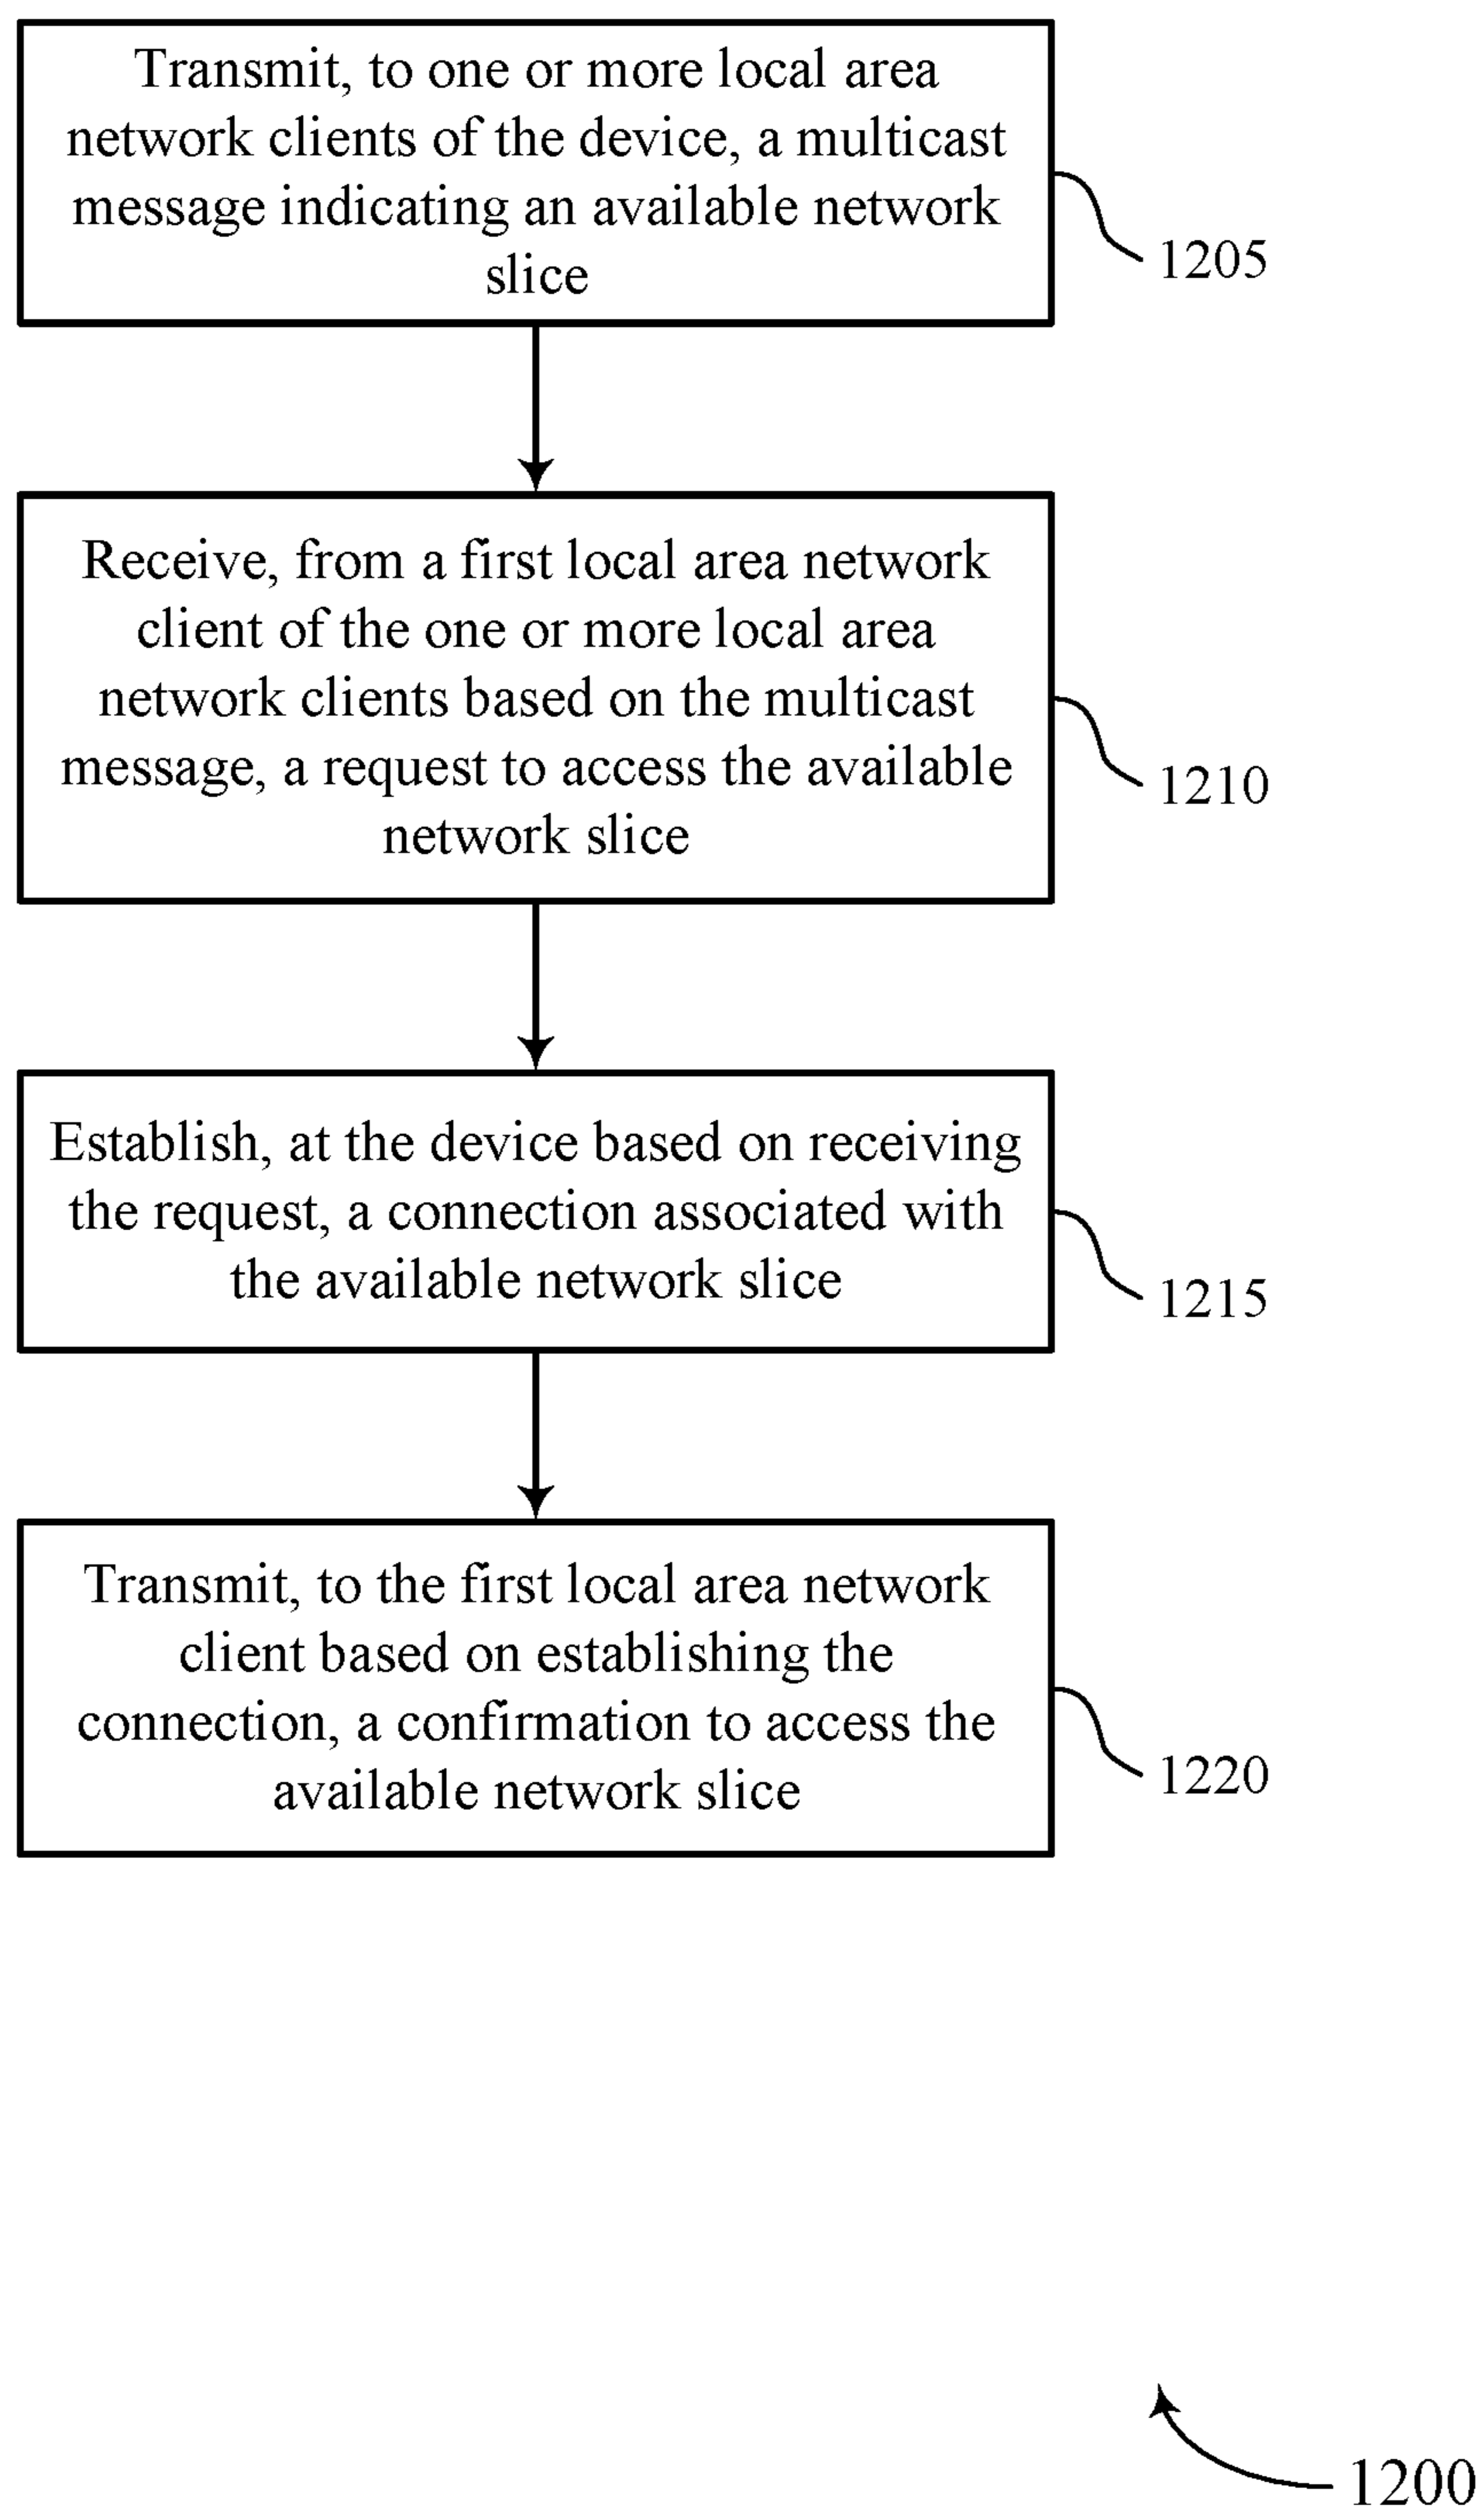 Transmit, to one or more local area
network clients of the device, a multicast
message indicating an available network
slice
1205
Receive, from a first local area network
client of the one or more local area
network clients based on the multicast
message, a request to access the available
network slice
1210
Establish, at the device based on receiving
the request, a connection associated with
the available network slice
1215
Transmit, to the first local area network
client based on establishing the
connection, a confirmation to access the
available network slice
1220
1200